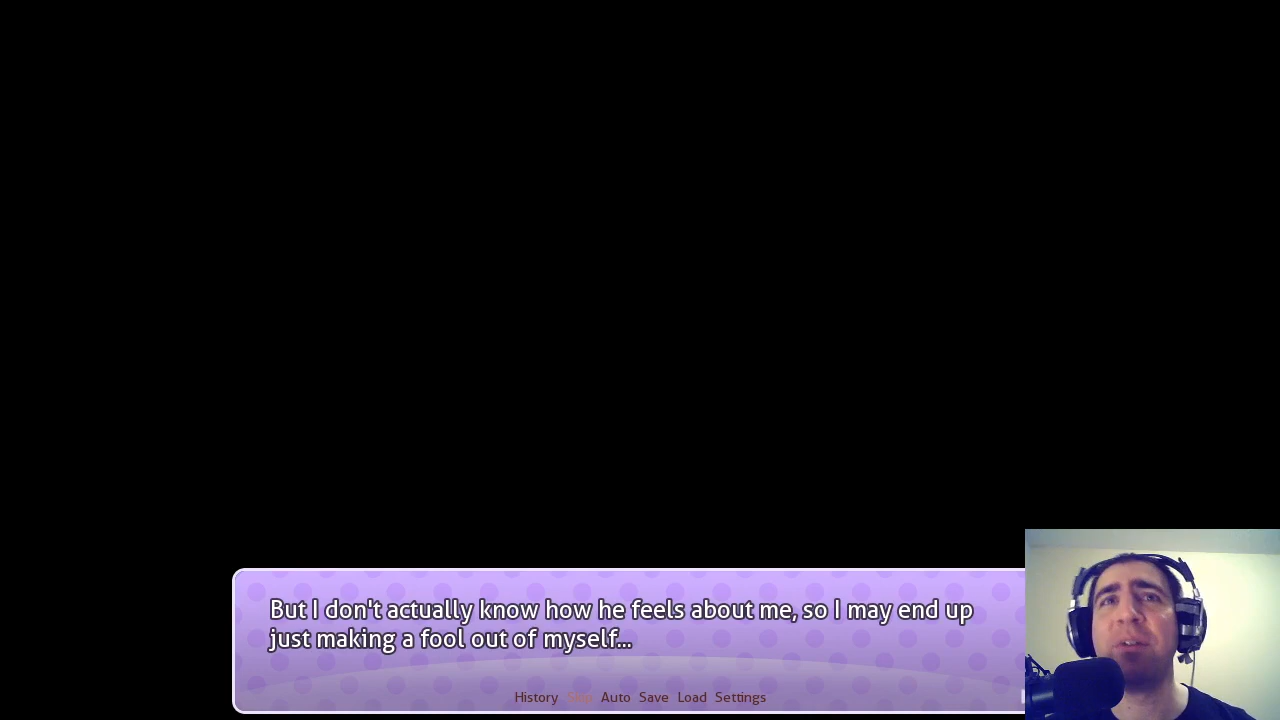 But I don't actually know how he feels about me, so I may end up
just making a fool out of myself...
History Skip Auto Save Load Settings